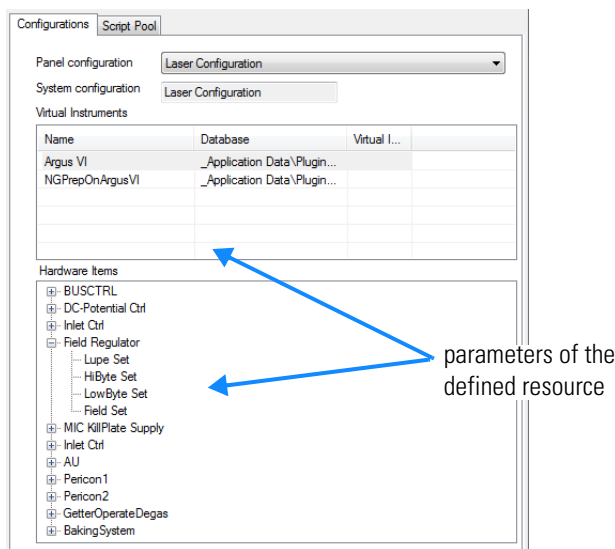 Configurations Script Pool
Panel configuration Laser Configuration
System configuration Laser Configuration
Virtual Instruments
Name Database Virtual I...
Argus VI _Application Data\Plugin...
NGPrepOnArgusVI _Application Data\Plugin...
Hardware Items
BUSCTRL
DC-Potential Ctrl
Inlet Ctrl
Field Regulator
Lupe Set
HiByte Set
LowByte Set
Field Set
MIC KillPlate Supply
Inlet Ctrl
AU
Pericon1
Pericon2
GetterOperateDegas
BakingSystem
parameters of the
defined resource